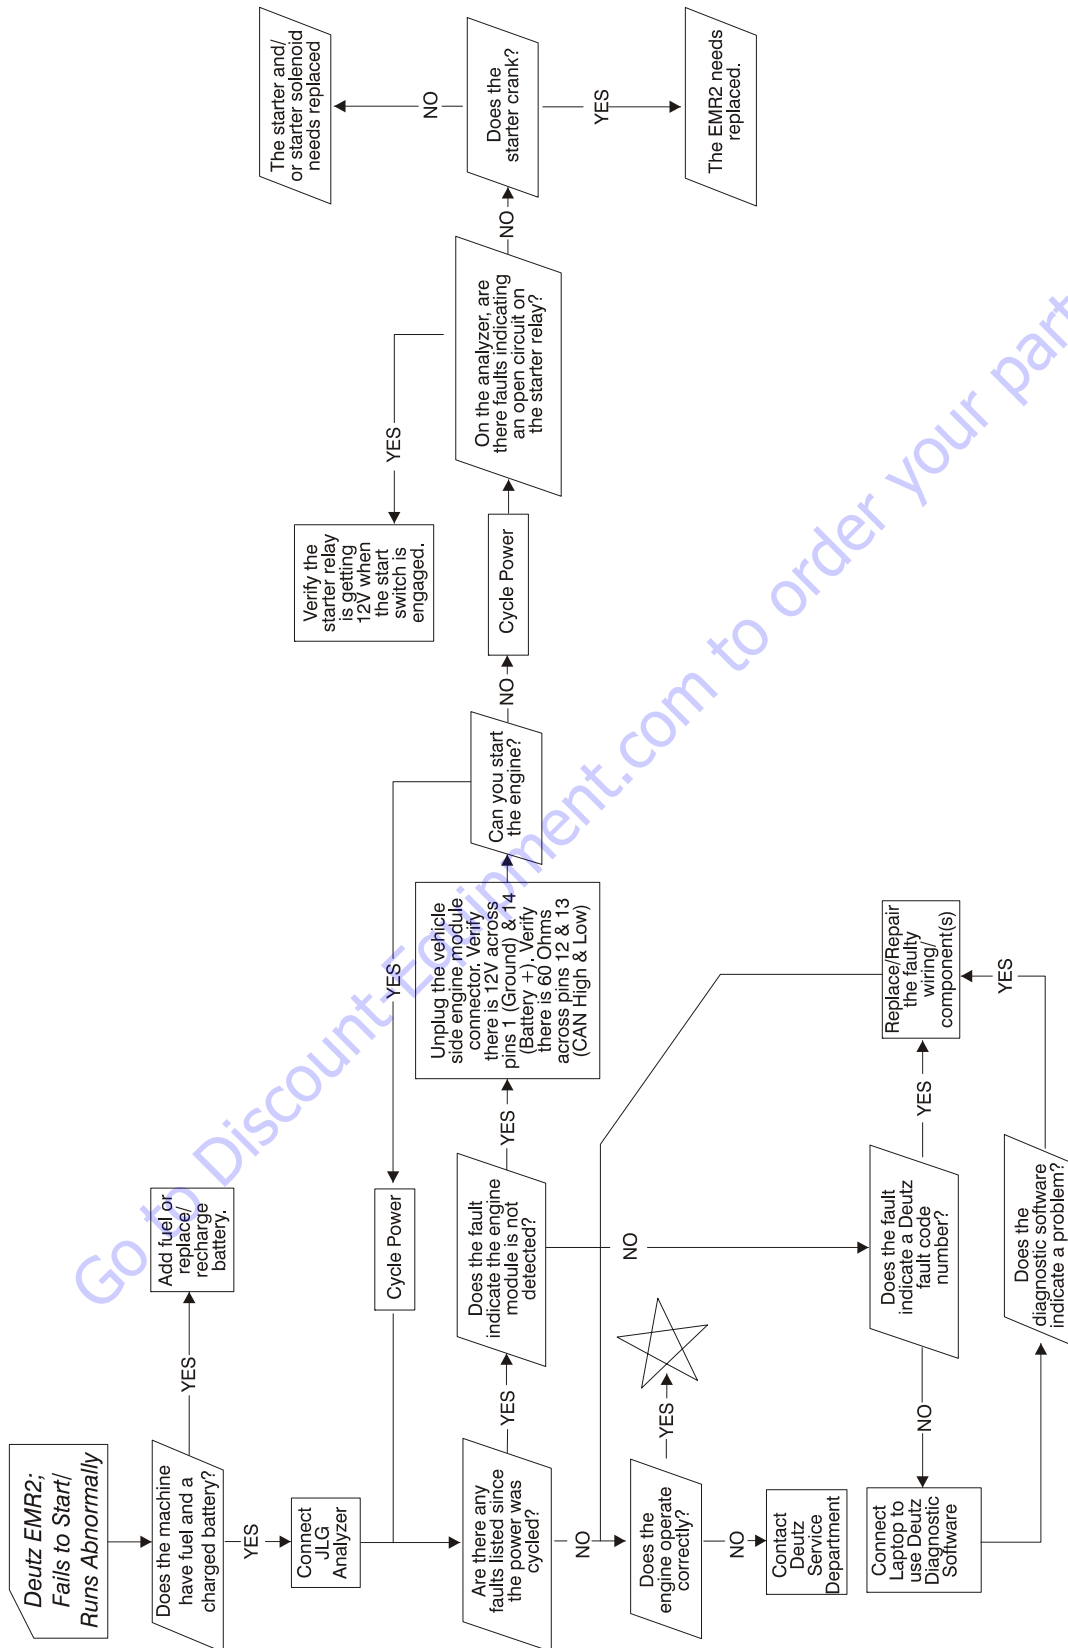 Deutz EMR2;
Fails to Start/
Runs Abnormally
Does the machine
have fuel and a
charged battery?
YES
Add fuel or
replace/
recharge
battery.
YES
Connect
JLG
Analyzer
Cycle Power
YES
Are there any
faults listed since
the power was
cycled?
YES
Does the fault
indicate the engine
module is not
detected?
YES
Unplug the vehicle
side engine module
connector. Verify
there is 12V across
pins 1 (Ground) & 14
(Battery +). Verify
there is 60 Ohms
across pins 12 & 13
(CAN High & Low)
Can you start
the engine?
NO
Cycle Power
On the analyzer, are
there faults indicating
an open circuit on
the starter relay?
YES
Verify the
starter relay
is getting
12V when
the start
switch is
engaged.
NO
Does the
starter crank?
NO
The starter and/
or starter solenoid
needs replaced
YES
The EMR2 needs
replaced.
NO
Does the
engine operate
correctly?
YES
NO
Contact
Deutz
Service
Department
NO
Does the fault
indicate a Deutz
fault code
number?
YES
Replace/Repair
the faulty
wiring/
component(s)
NO
Connect
Laptop to
use Deutz
Diagnostic
Software
Does the
diagnostic software
indicate a problem?
YES
Go to Discount-Equipment.com to order your part